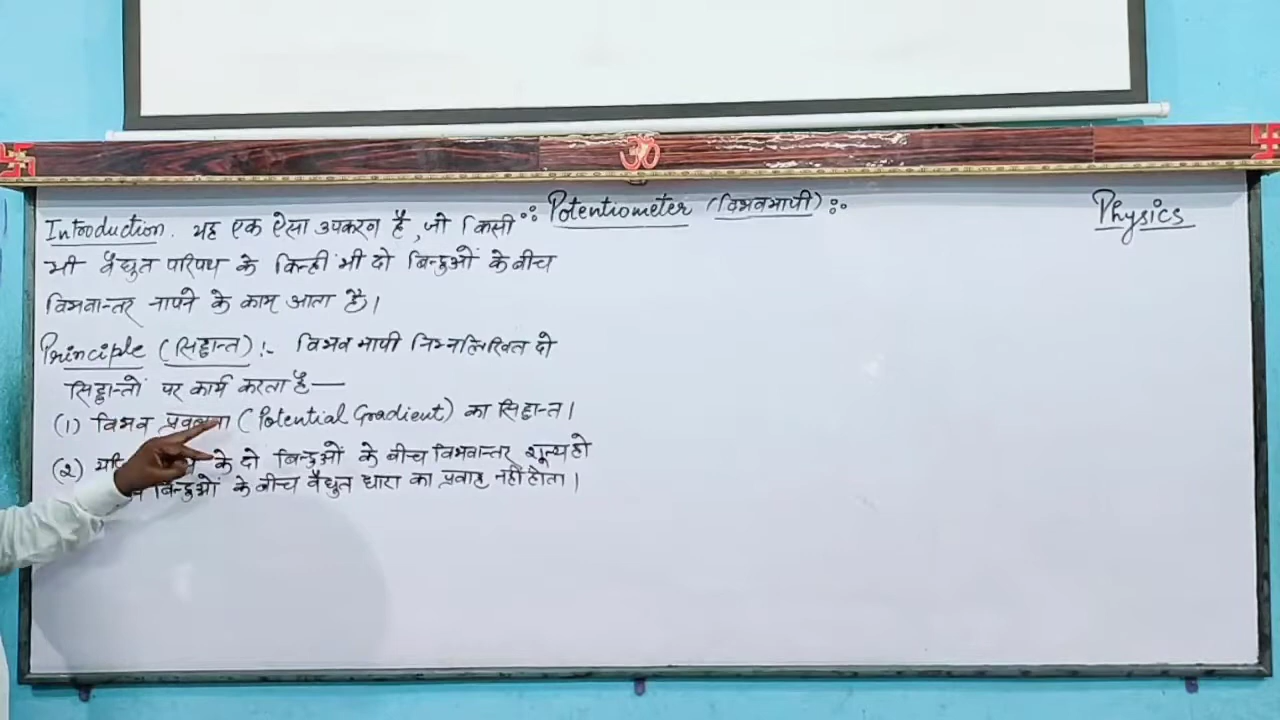 Potentiometer (विभवमापी)
Physics
Introduction. यह एक ऐसा उपकरण है, जो किसी
भी वैद्युत परिपथ के किन्हीं भी दो बिन्दुओं के बीच
विभवान्तर नापने के काम आता है।
Principle (सिद्धान्त) :- विभवमापी निम्नलिखित दो
सिद्धान्तों पर कार्य करता है—
(1) विभव प्रवणता (Potential Gradient) का सिद्धान्त।
(2) के दो बिन्दुओं के बीच विभवान्तर शून्य हो
बिन्दुओं के बीच वैद्युत धारा का प्रवाह नहीं होता।
ॐ